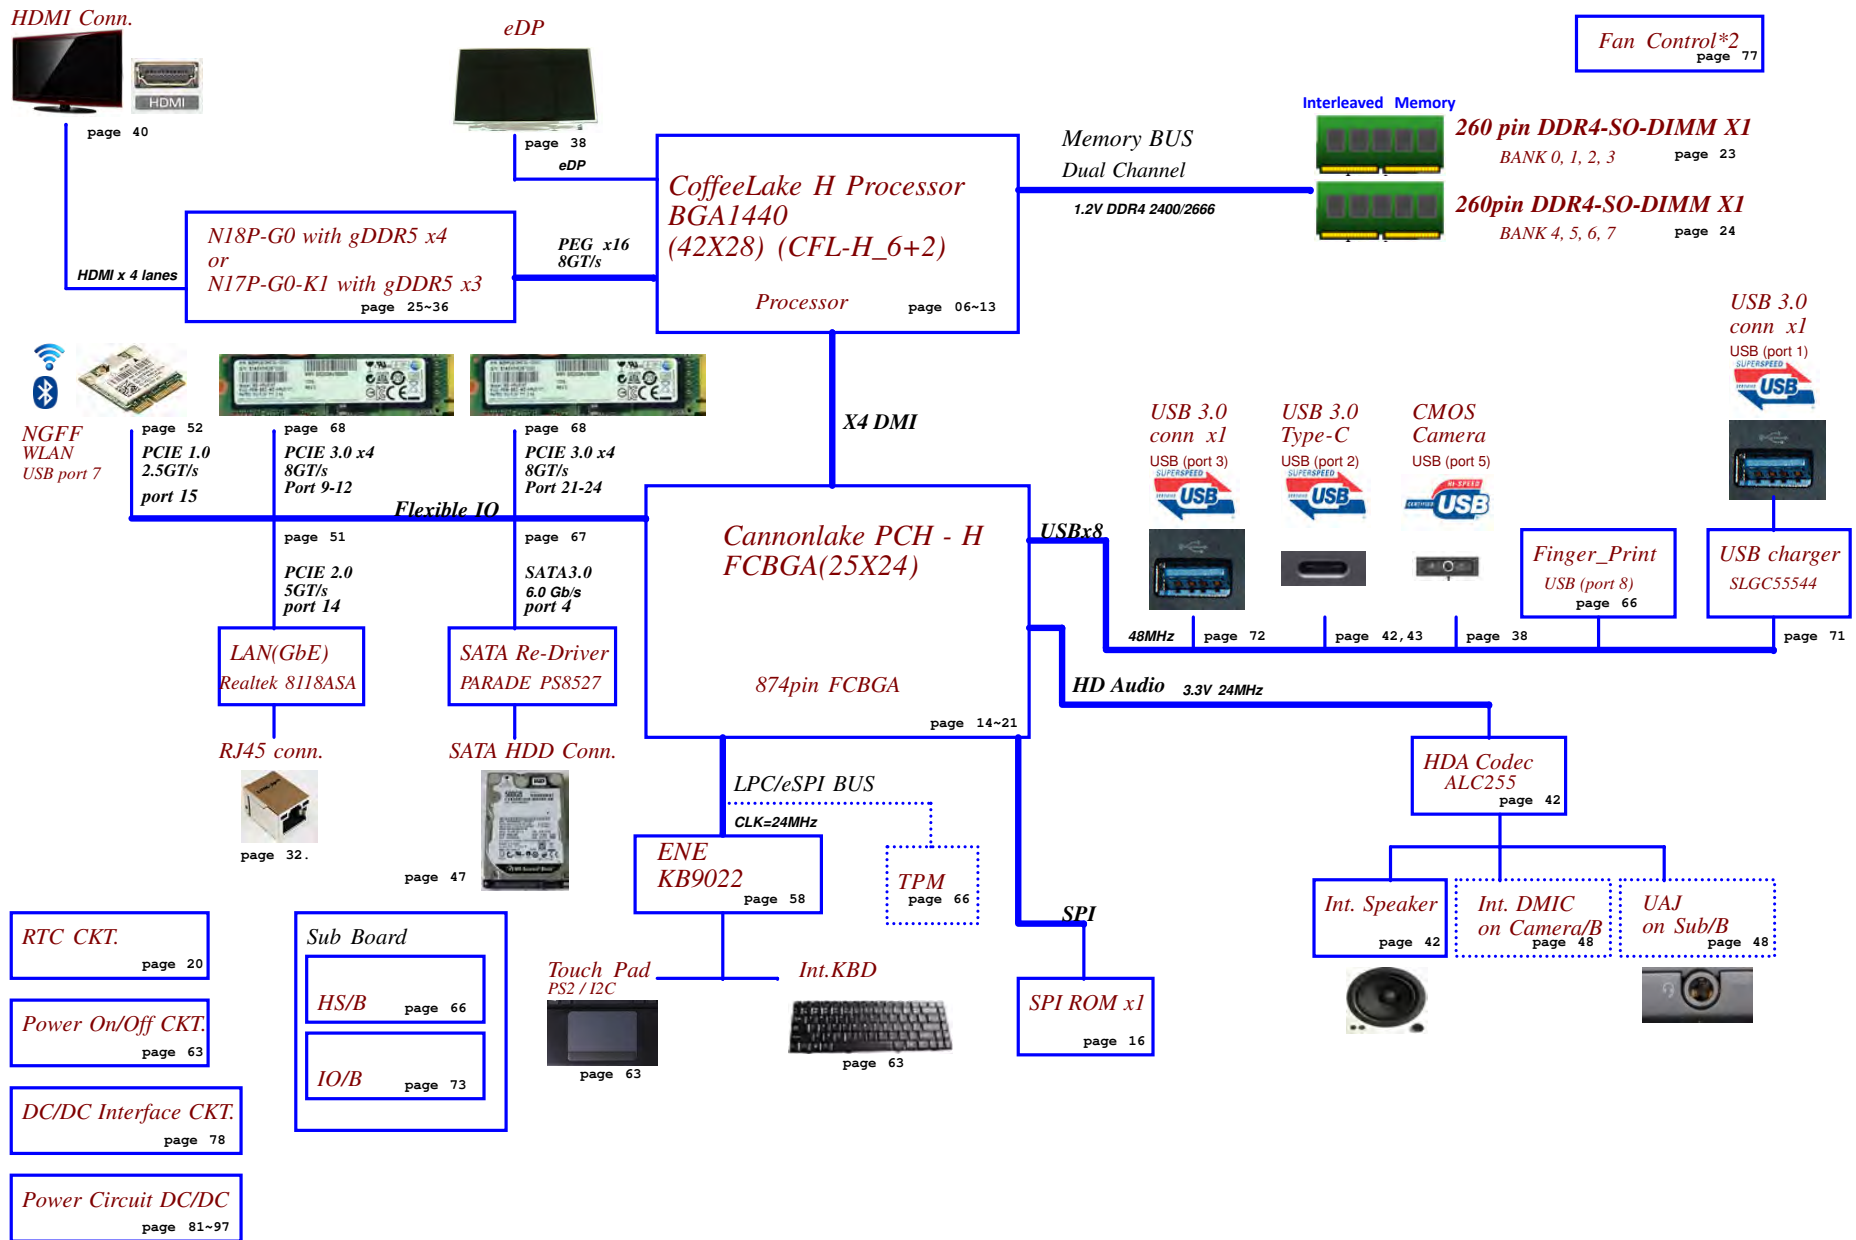 HDMI Conn.
HDMI
page 40
eDP
page 38
eDP
Fan Control*2
page 77
Interleaved Memory
260 pin DDR4-SO-DIMM X1
BANK 0, 1, 2, 3
page 23
260pin DDR4-SO-DIMM X1
BANK 4, 5, 6, 7
page 24
Memory BUS
Dual Channel
1.2V DDR4 2400/2666
CoffeeLake H Processor
BGA1440
(42X28) (CFL-H_6+2)
Processor
page 06~13
N18P-G0 with gDDR5 x4
or
N17P-G0-K1 with gDDR5 x3
page 25~36
HDMI x 4 lanes
PEG x16
8GT/s
X4 DMI
NGFF
WLAN
USB port 7
page 52
PCIE 1.0
2.5GT/s
port 15
page 68
PCIE 3.0 x4
8GT/s
Port 9-12
page 68
PCIE 3.0 x4
8GT/s
Port 21-24
Flexible IO
page 51
PCIE 2.0
5GT/s
port 14
page 67
SATA3.0
6.0 Gb/s
port 4
LAN(GbE)
Realtek 8118ASA
SATA Re-Driver
PARADE PS8527
RJ45 conn.
page 32.
SATA HDD Conn.
page 47
Cannonlake PCH - H
FCBGA(25X24)
874pin FCBGA
page 14~21
USB 3.0
conn x1
USB (port 1)
SUPERSPEED
USB
USB 3.0
conn x1
USB (port 3)
SUPERSPEED
CERTIFIED
USB
USB 3.0
Type-C
USB (port 2)
SUPERSPEED
CERTIFIED
USB
CMOS
Camera
USB (port 5)
HI-SPEED
CERTIFIED
USB
USBx8
Finger_Print
USB (port 8)
page 66
USB charger
SLGC55544
48MHz
page 72
page 42,43
page 38
page 71
HD Audio
3.3V 24MHz
HDA Codec
ALC255
page 42
Int. Speaker
page 42
Int. DMIC
on Camera/B
page 48
UAJ
on Sub/B
page 48
LPC/eSPI BUS
CLK=24MHz
ENE
KB9022
page 58
TPM
page 66
SPI
SPI ROM x1
page 16
Touch Pad
PS2 / I2C
page 63
Int.KBD
page 63
RTC CKT.
page 20
Power On/Off CKT.
page 63
DC/DC Interface CKT.
page 78
Power Circuit DC/DC
page 81~97
Sub Board
HS/B
page 66
IO/B
page 73